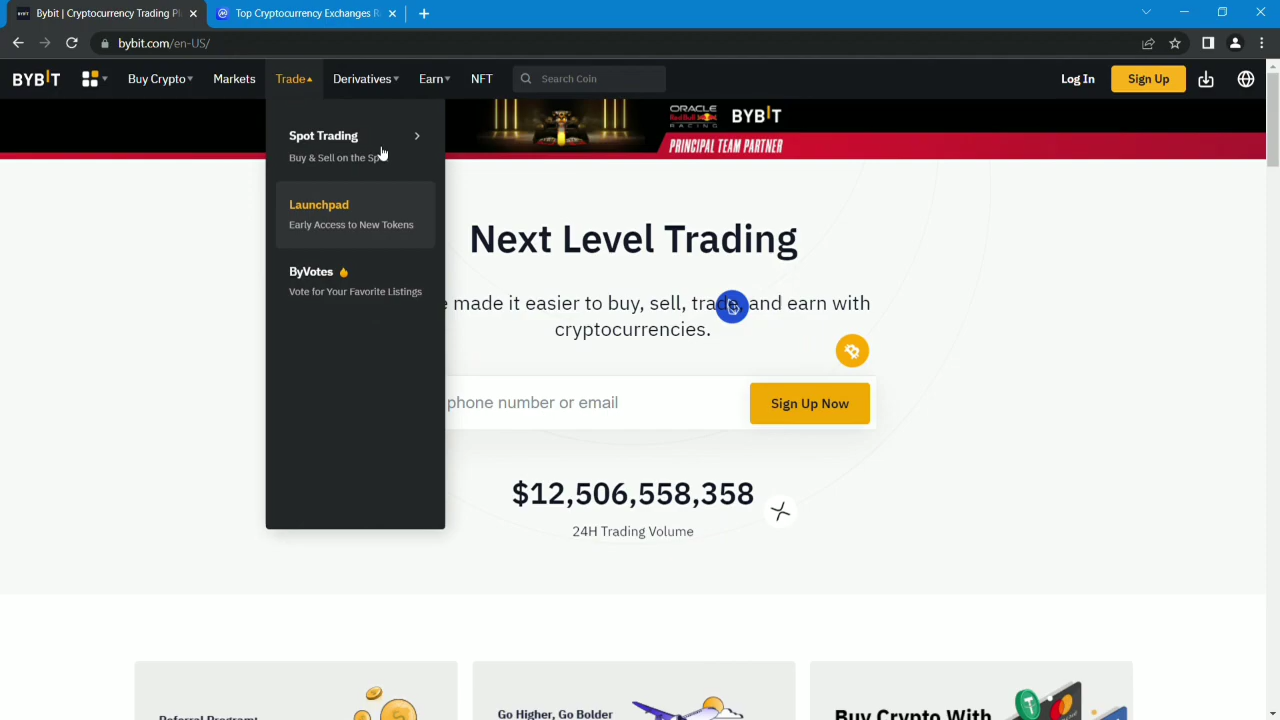 Bybit | Cryptocurrency Trading Pl
Top Cryptocurrency Exchanges R
bybit.com/en-US/
BYBIT
Buy Crypto
Markets
Trade
Derivatives
Earn
NFT
Search Coin
Log In
Sign Up
Spot Trading
Buy & Sell on the Sp
Launchpad
Early Access to New Tokens
ByVotes
Vote for Your Favorite Listings
ORACLE
Red Bull
RACING
BYBIT
PRINCIPAL TEAM PARTNER
Next Level Trading
made it easier to buy, sell, trade, and earn with
cryptocurrencies.
phone number or email
Sign Up Now
$12,506,558,358
24H Trading Volume
Referral Program:
Go Higher, Go Bolder
Buy Crypto With